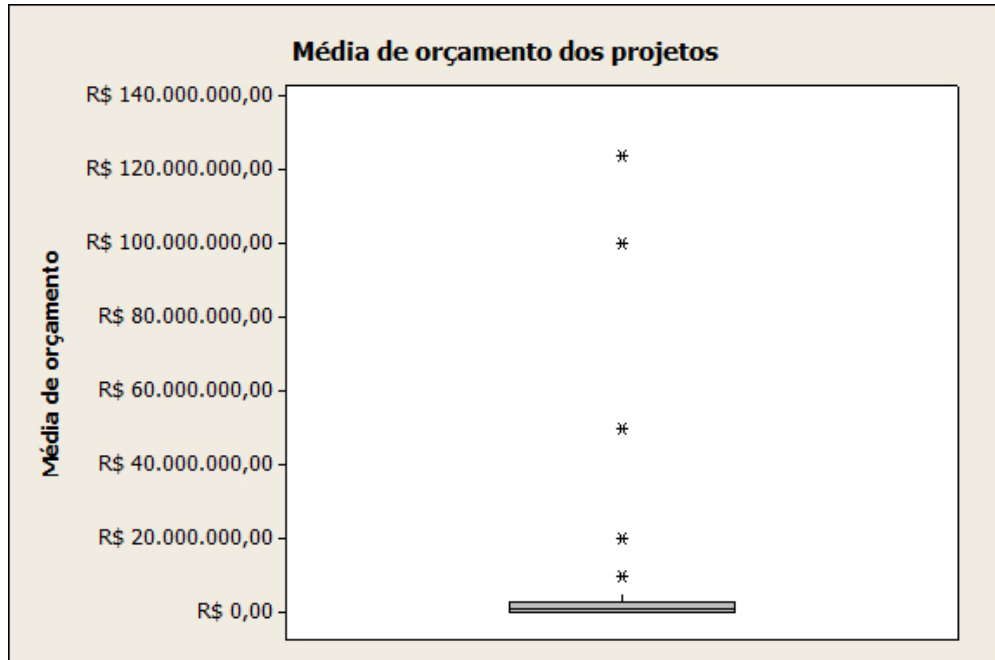 Média de orçamento dos projetos
Média de orçamento
R$ 140.000.000,00
R$ 120.000.000,00
R$ 100.000.000,00
R$ 80.000.000,00
R$ 60.000.000,00
R$ 40.000.000,00
R$ 20.000.000,00
R$ 0,00